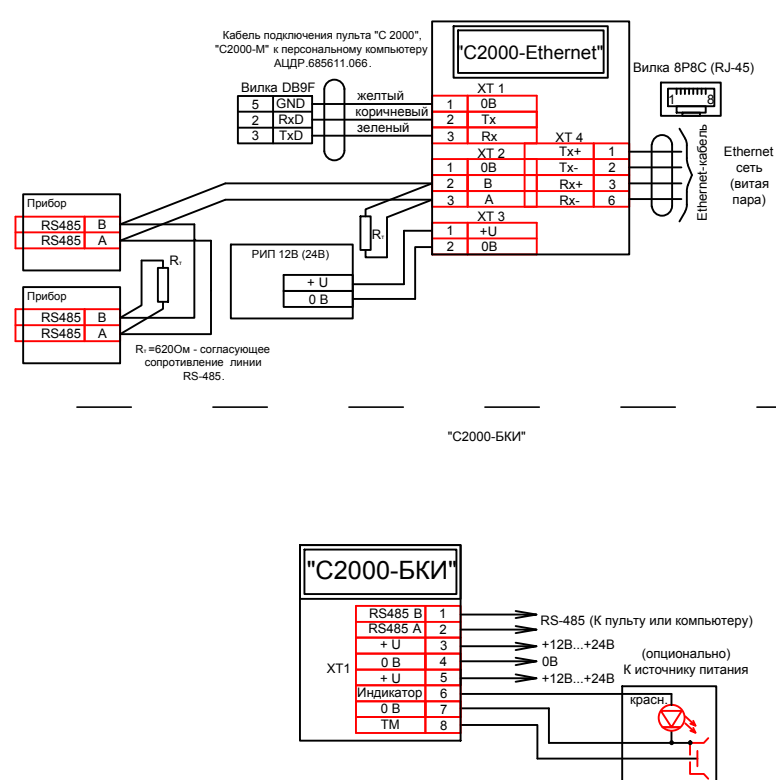 Кабель подключения пульта "С 2000",
"С2000-М" к персональному компьютеру
АЦДР.685611.066.
Вилка DB9F
5 GND
2 RxD
3 TxD
желтый
коричневый
зеленый
"С2000-Ethernet"
XT 1
1 0В
2 Tx
3 Rx
XT 2
1 0В
2 В
3 А
XT 3
1 +U
2 0В
XT 4
Tx+ 1
Tx- 2
Rx+ 3
Rx- 6
Вилка 8P8C (RJ-45)
1 8
Ethernet-кабель
Ethernet
сеть
(витая
пара)
Прибор
RS485 В
RS485 А
Rт
РИП 12В (24В)
+ U
0 В
Rт
Прибор
RS485 В
RS485 А
Rт=620Ом - согласующее
сопротивление линии
RS-485.
"С2000-БКИ"
"С2000-БКИ"
XT1
RS485 В 1
RS485 А 2
+ U 3
0 В 4
+ U 5
Индикатор 6
0 В 7
ТМ 8
RS-485 (К пульту или компьютеру)
+12В...+24В
0В
+12В...+24В
(опционально)
К источнику питания
красн.